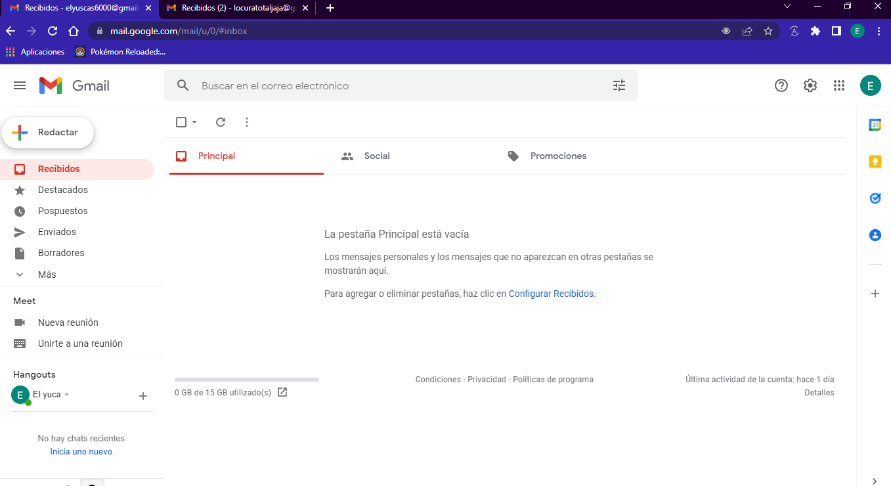 Recibidos - elyuscas6000@gmail
Recibidos (2) - locuratotaljaja@g
mail.google.com/mail/u/0/#inbox
E
Aplicaciones
Pokémon Reloaded:...
Gmail
Buscar en el correo electrónico
E
Redactar
Recibidos
Destacados
Pospuestos
Enviados
Borradores
Más
Meet
Nueva reunión
Unirte a una reunión
Hangouts
E
El yuca
No hay chats recientes.
Inicia uno nuevo.
Principal
Social
Promociones
La pestaña Principal está vacía
Los mensajes personales y los mensajes que no aparezcan en otras pestañas se
mostrarán aquí.
Para agregar o eliminar pestañas, haz clic en Configurar Recibidos.
0 GB de 15 GB utilizado(s)
Condiciones · Privacidad · Políticas de programa
Última actividad de la cuenta: hace 1 día
Detalles